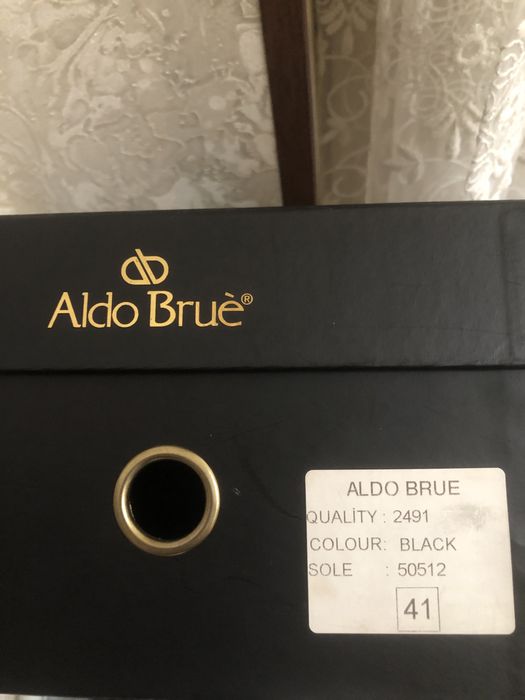 Aldo Bruè®
ALDO BRUE
QUALİTY : 2491
COLOUR: BLACK
SOLE : 50512
41